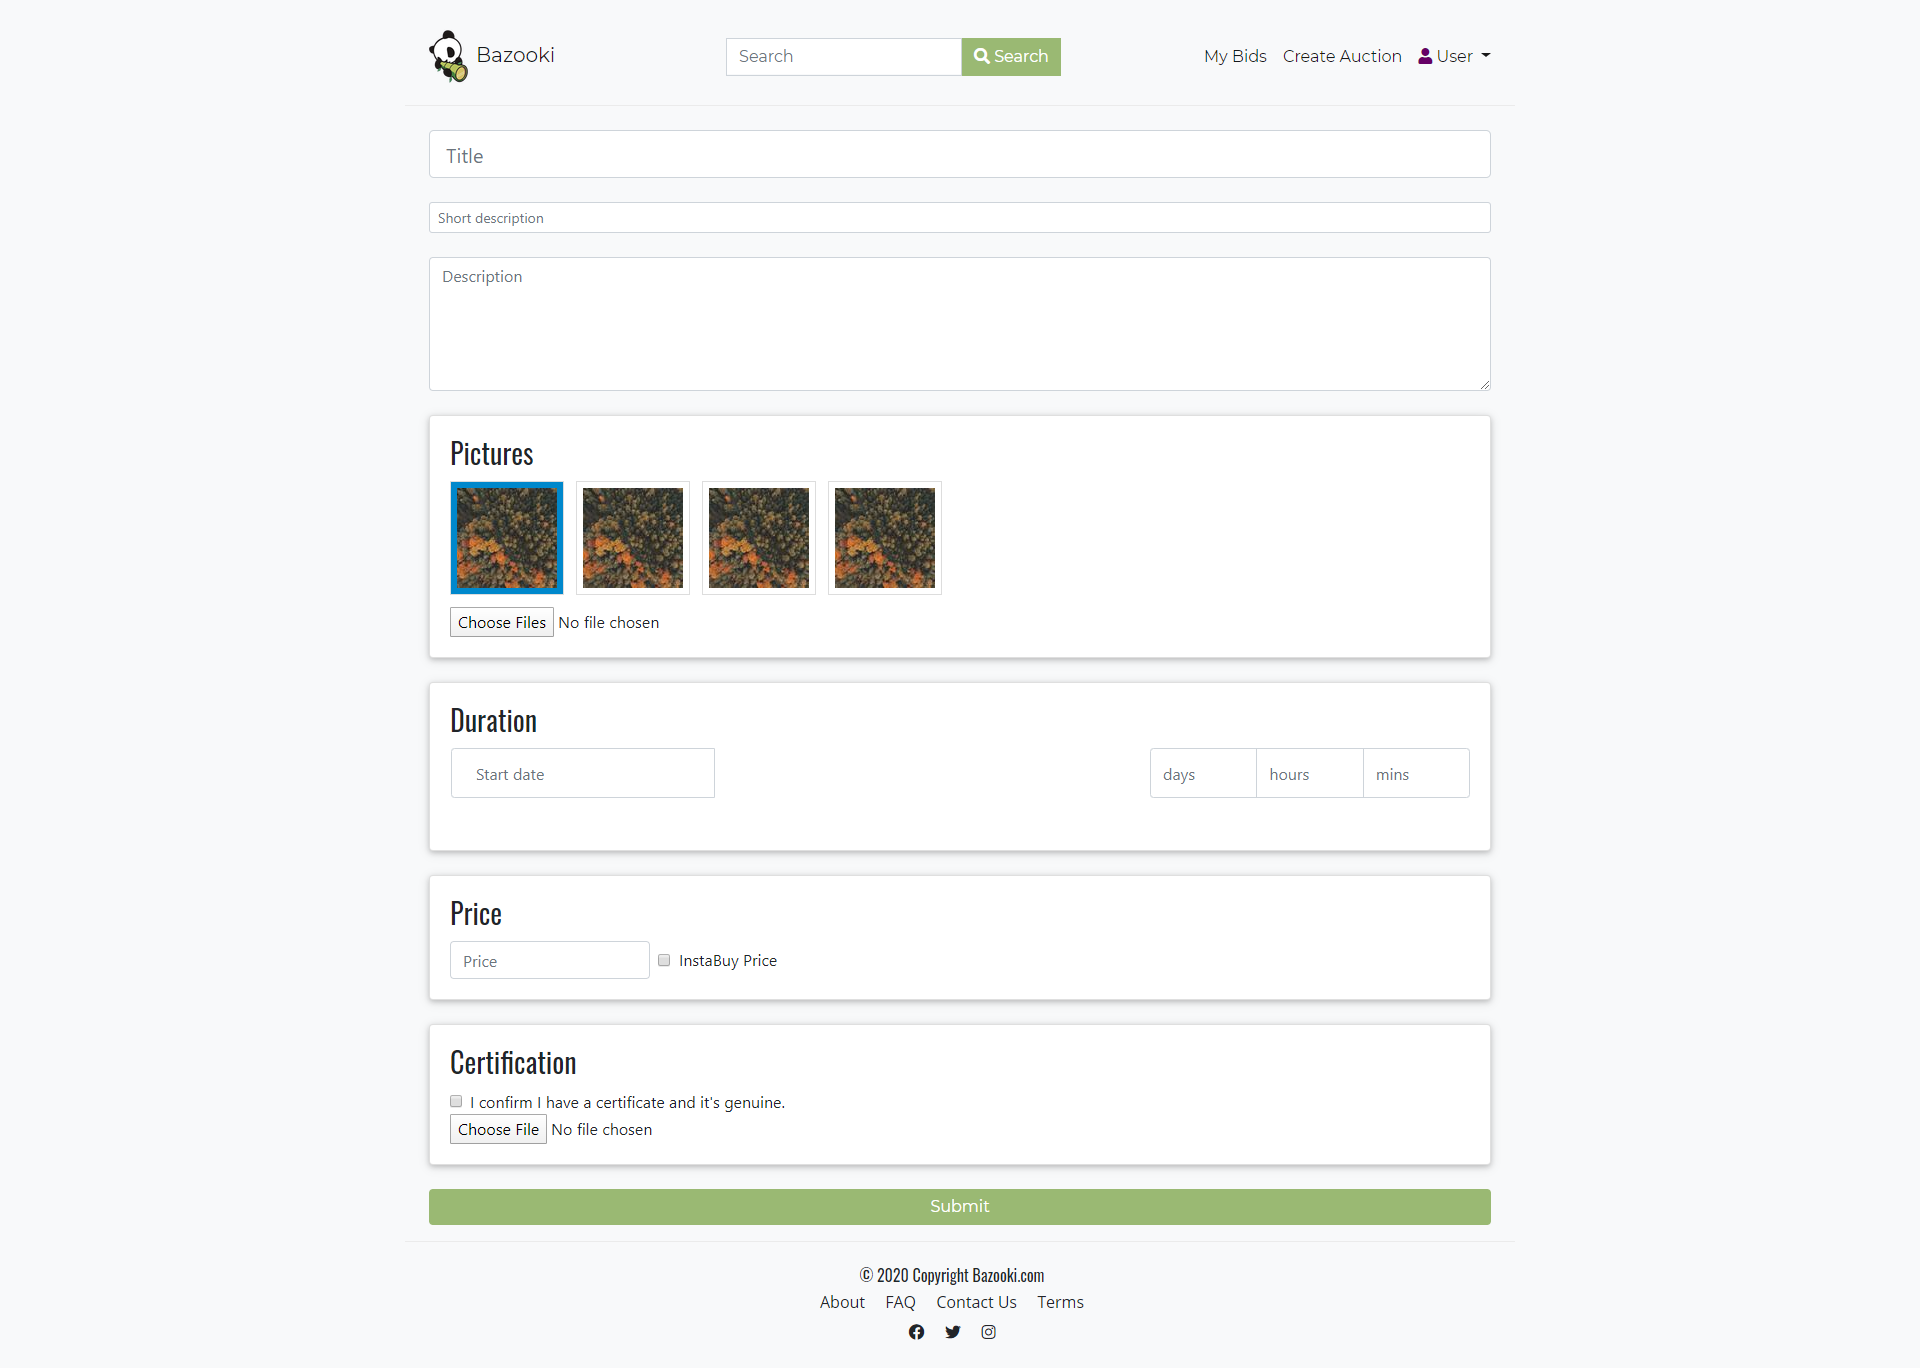 Bazooki
Search
Search
My Bids
Create Auction
User
Title
Short description
Description
Pictures
Choose Files No file chosen
Duration
Start date
days
hours
mins
Price
Price
InstaBuy Price
Certification
I confirm I have a certificate and it's genuine.
Choose File No file chosen
Submit
© 2020 Copyright Bazooki.com
About FAQ Contact Us Terms